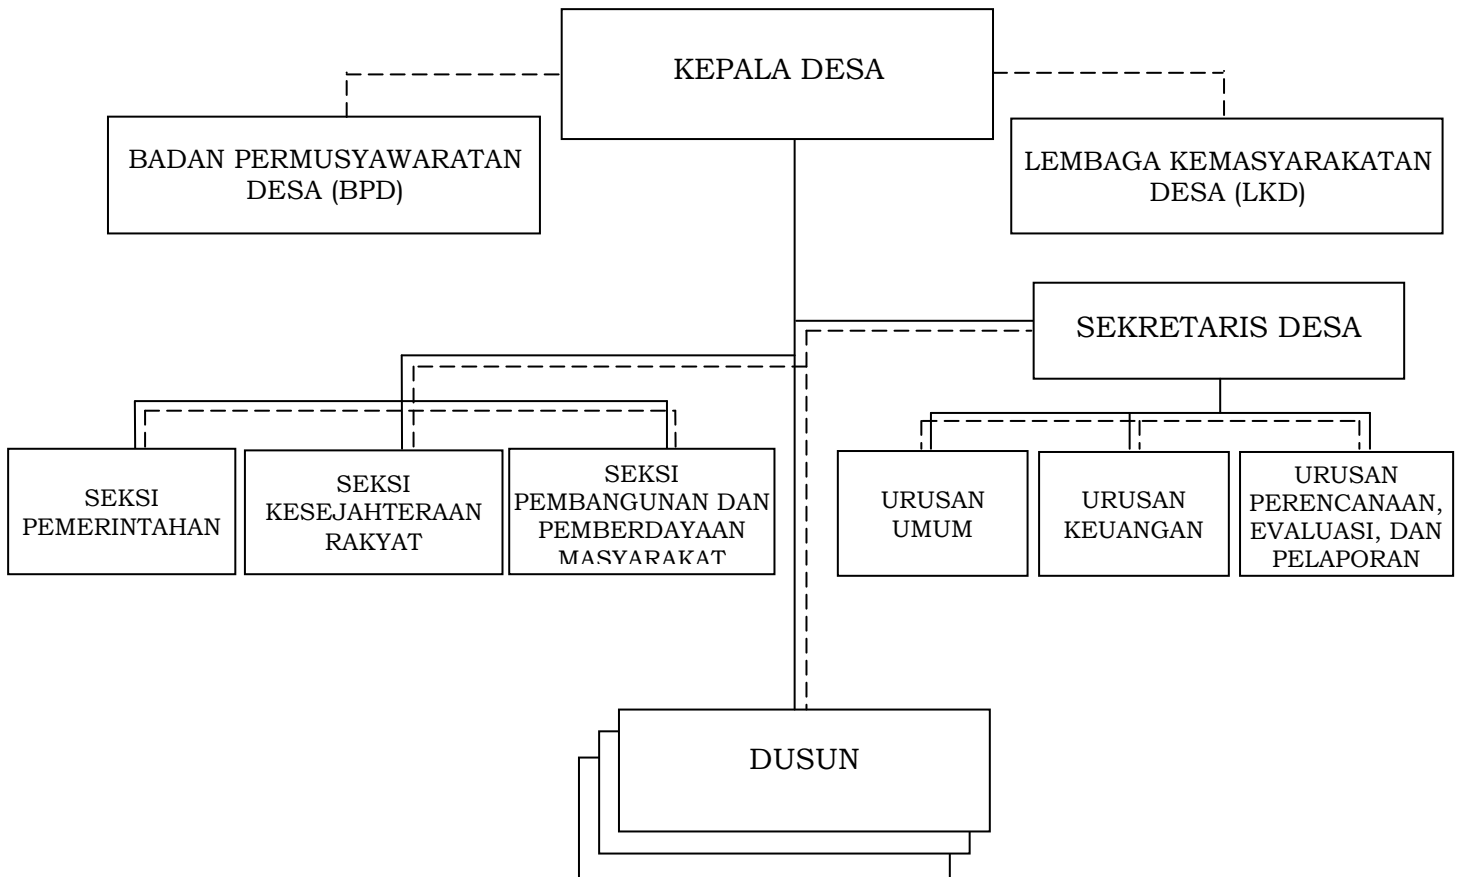 KEPALA DESA
BADAN PERMUSYAWARATAN
DESA (BPD)
LEMBAGA KEMASYARAKATAN
DESA (LKD)
SEKRETARIS DESA
SEKSI
PEMERINTAHAN
SEKSI
KESEJAHTERAAN
RAKYAT
SEKSI
PEMBANGUNAN DAN
PEMBERDAYAAN
MASYARAKAT
URUSAN
UMUM
URUSAN
KEUANGAN
URUSAN
PERENCANAAN,
EVALUASI, DAN
PELAPORAN
DUSUN